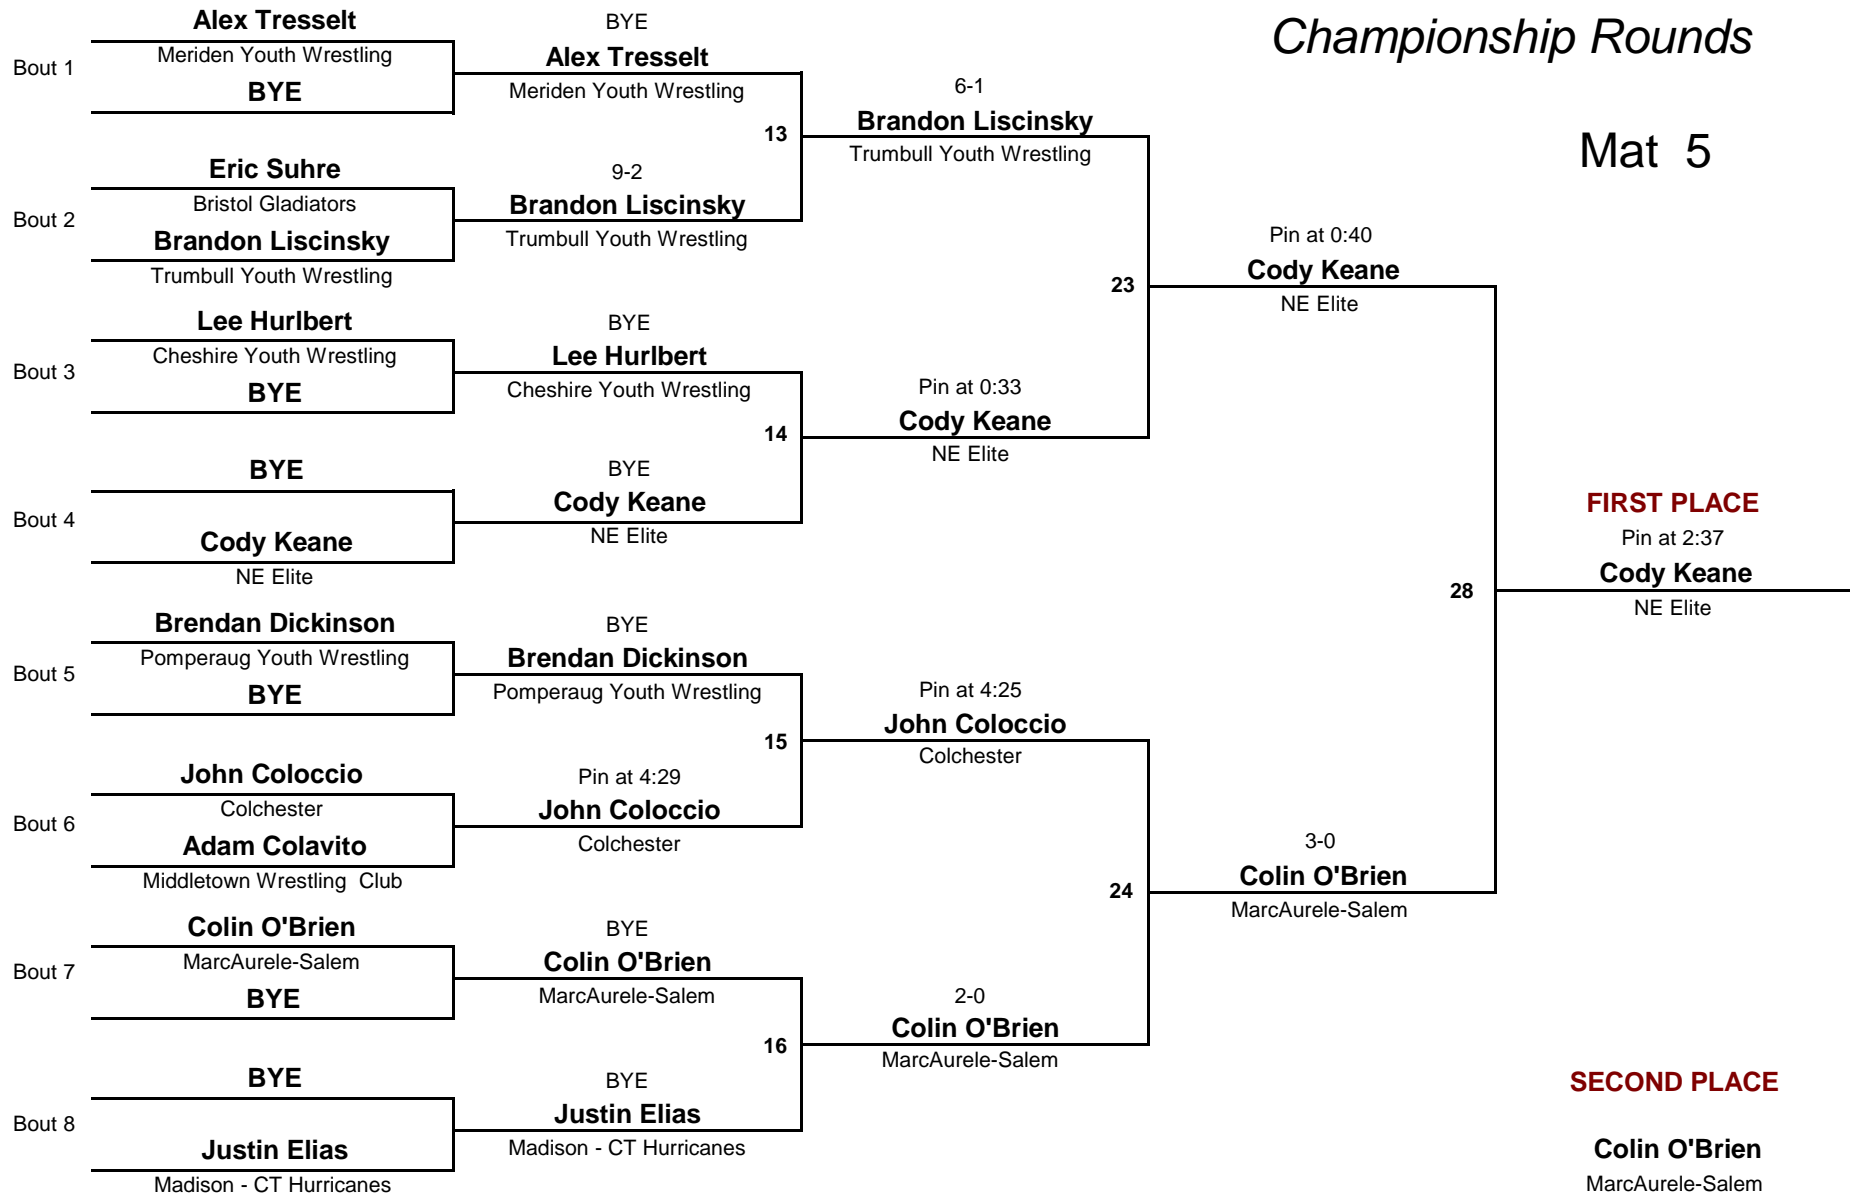 Championship Rounds
Mat 5
Bout 1
Alex Tresselt
Meriden Youth Wrestling
BYE
Bout 2
Eric Suhre
Bristol Gladiators
Brandon Liscinsky
Trumbull Youth Wrestling
Bout 3
Lee Hurlbert
Cheshire Youth Wrestling
BYE
Bout 4
BYE
Cody Keane
NE Elite
Bout 5
Brendan Dickinson
Pomperaug Youth Wrestling
BYE
Bout 6
John Coloccio
Colchester
Adam Colavito
Middletown Wrestling Club
Bout 7
Colin O'Brien
MarcAurele-Salem
BYE
Bout 8
BYE
Justin Elias
Madison - CT Hurricanes
BYE
Alex Tresselt
Meriden Youth Wrestling
13
9-2
Brandon Liscinsky
Trumbull Youth Wrestling
BYE
Lee Hurlbert
Cheshire Youth Wrestling
14
BYE
Cody Keane
NE Elite
BYE
Brendan Dickinson
Pomperaug Youth Wrestling
15
Pin at 4:29
John Coloccio
Colchester
BYE
Colin O'Brien
MarcAurele-Salem
16
BYE
Justin Elias
Madison - CT Hurricanes
6-1
Brandon Liscinsky
Trumbull Youth Wrestling
23
Pin at 0:33
Cody Keane
NE Elite
Pin at 4:25
John Coloccio
Colchester
24
2-0
Colin O'Brien
MarcAurele-Salem
Pin at 0:40
Cody Keane
NE Elite
28
3-0
Colin O'Brien
MarcAurele-Salem
FIRST PLACE
Pin at 2:37
Cody Keane
NE Elite
SECOND PLACE
Colin O'Brien
MarcAurele-Salem